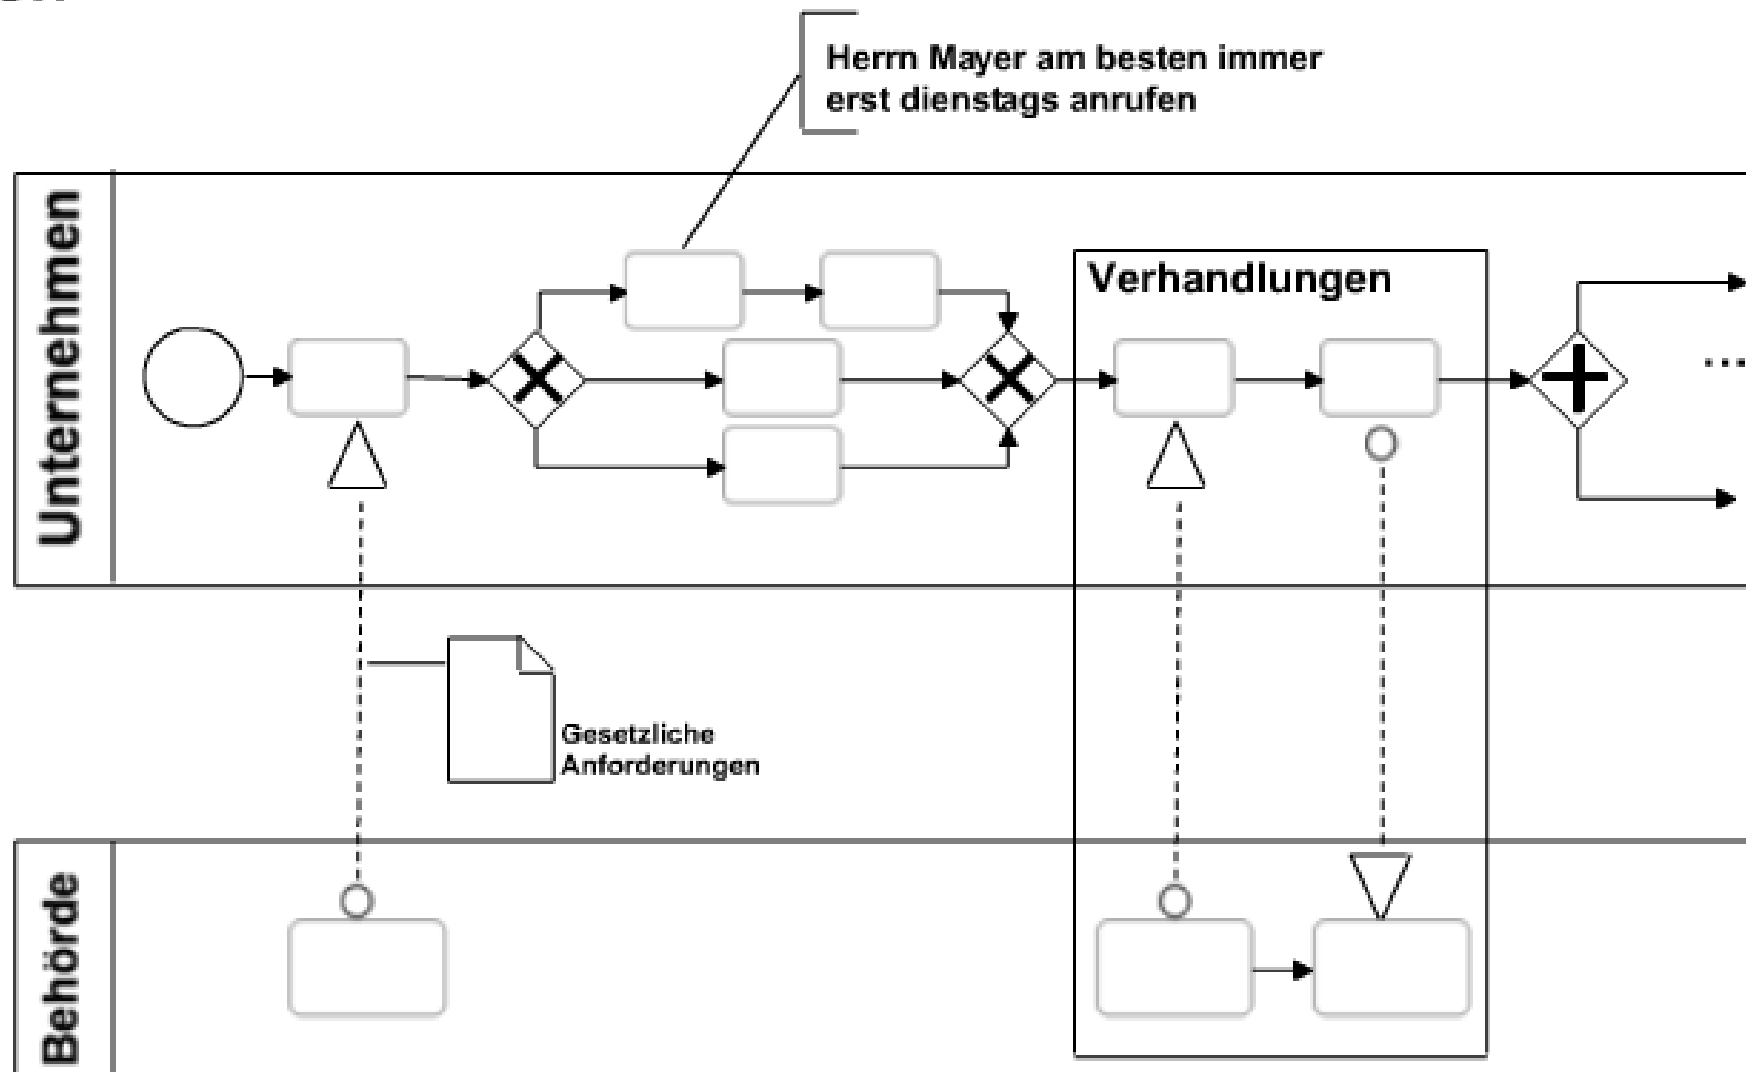 Herrn Mayer am besten immer
erst dienstags anrufen
Unternehmen
Verhandlungen
...
Gesetzliche
Anforderungen
Behörde